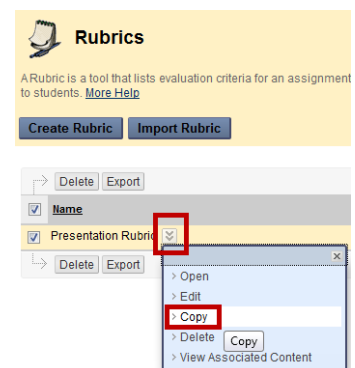 Rubrics
A Rubric is a tool that lists evaluation criteria for an assignment
to students. More Help
Create Rubric Import Rubric
Delete Export
Name
Presentation Rubric
Delete Export
> Open
> Edit
> Copy
> Delete
Copy
> View Associated Content